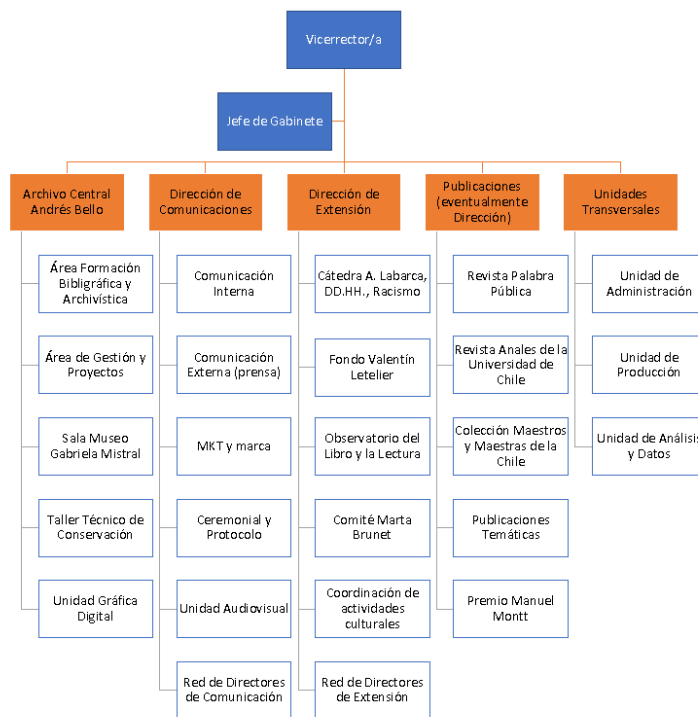 Vicerrector/a
Jefe de Gabinete
Archivo Central
Andrés Bello
Área Formación
Bibligráfica y
Archivística
Área de Gestión y
Proyectos
Sala Museo
Gabriela Mistral
Taller Técnico de
Conservación
Unidad Gráfica
Digital
Dirección de
Comunicaciones
Comunicación
Interna
Comunicación
Externa (prensa)
MKT y marca
Ceremonial y
Protocolo
Unidad Audiovisual
Red de Directores
de Comunicación
Dirección de
Extensión
Cátedra A. Labarca,
DD.HH., Racismo
Fondo Valentín
Letelier
Observatorio del
Libro y la Lectura
Comité Marta
Brunet
Coordinación de
actividades
culturales
Red de Directores
de Extensión
Publicaciones
(eventualmente
Dirección)
Revista Palabra
Pública
Revista Anales de la
Universidad de
Chile
Colección Maestros
y Maestras de la
Chile
Publicaciones
Temáticas
Premio Manuel
Montt
Unidades
Transversales
Unidad de
Administración
Unidad de
Producción
Unidad de Análisis
y Datos